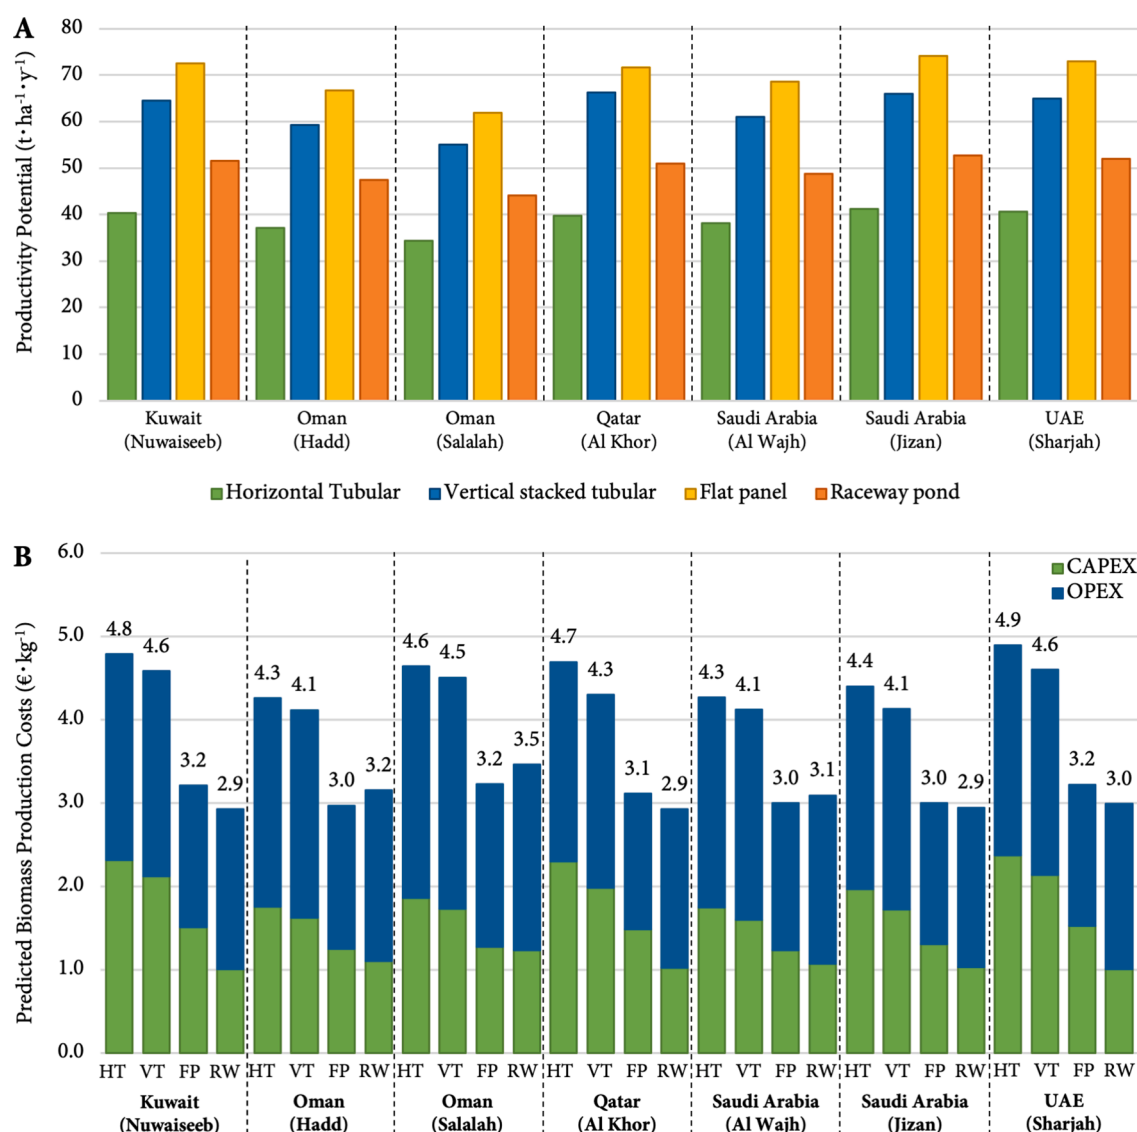 A
Productivity Potential (t·ha⁻¹·y⁻¹)
80
70
60
50
40
30
20
10
0
Kuwait
(Nuwaiseeb)
Oman
(Hadd)
Oman
(Salalah)
Qatar
(Al Khor)
Saudi Arabia
(Al Wajh)
Saudi Arabia
(Jizan)
UAE
(Sharjah)
Horizontal Tubular Vertical stacked tubular Flat panel Raceway pond
B
Predicted Biomass Production Costs (€·kg⁻¹)
6.0
5.0
4.0
3.0
2.0
1.0
0.0
CAPEX
OPEX
4.8 4.6 3.2 2.9
4.3 4.1 3.0 3.2
4.6 4.5 3.2 3.5
4.7 4.3 3.1 2.9
4.3 4.1 3.0 3.1
4.4 4.1 3.0 2.9
4.9 4.6 3.2 3.0
HT VT FP RW HT VT FP RW HT VT FP RW HT VT FP RW HT VT FP RW HT VT FP RW HT VT FP RW
Kuwait
(Nuwaiseeb)
Oman
(Hadd)
Oman
(Salalah)
Qatar
(Al Khor)
Saudi Arabia
(Al Wajh)
Saudi Arabia
(Jizan)
UAE
(Sharjah)